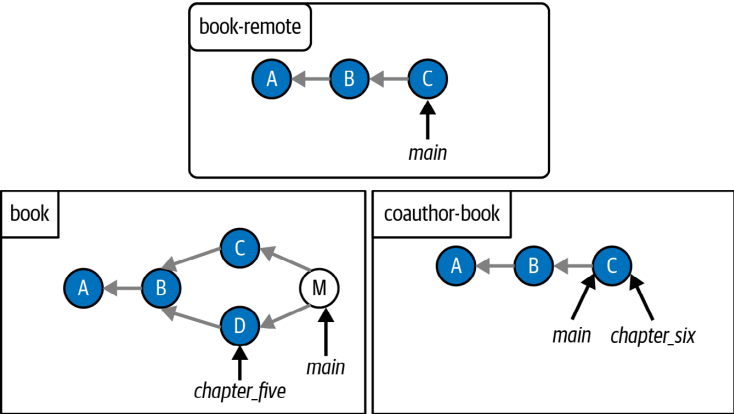 book-remote
A B C
main
book
C
A B M
D
main
chapter_five
coauthor-book
A B C
main chapter_six